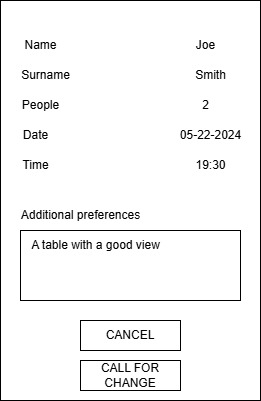 Name Joe
Surname Smith
People 2
Date 05-22-2024
Time 19:30
Additional preferences
A table with a good view
CANCEL
CALL FOR
CHANGE